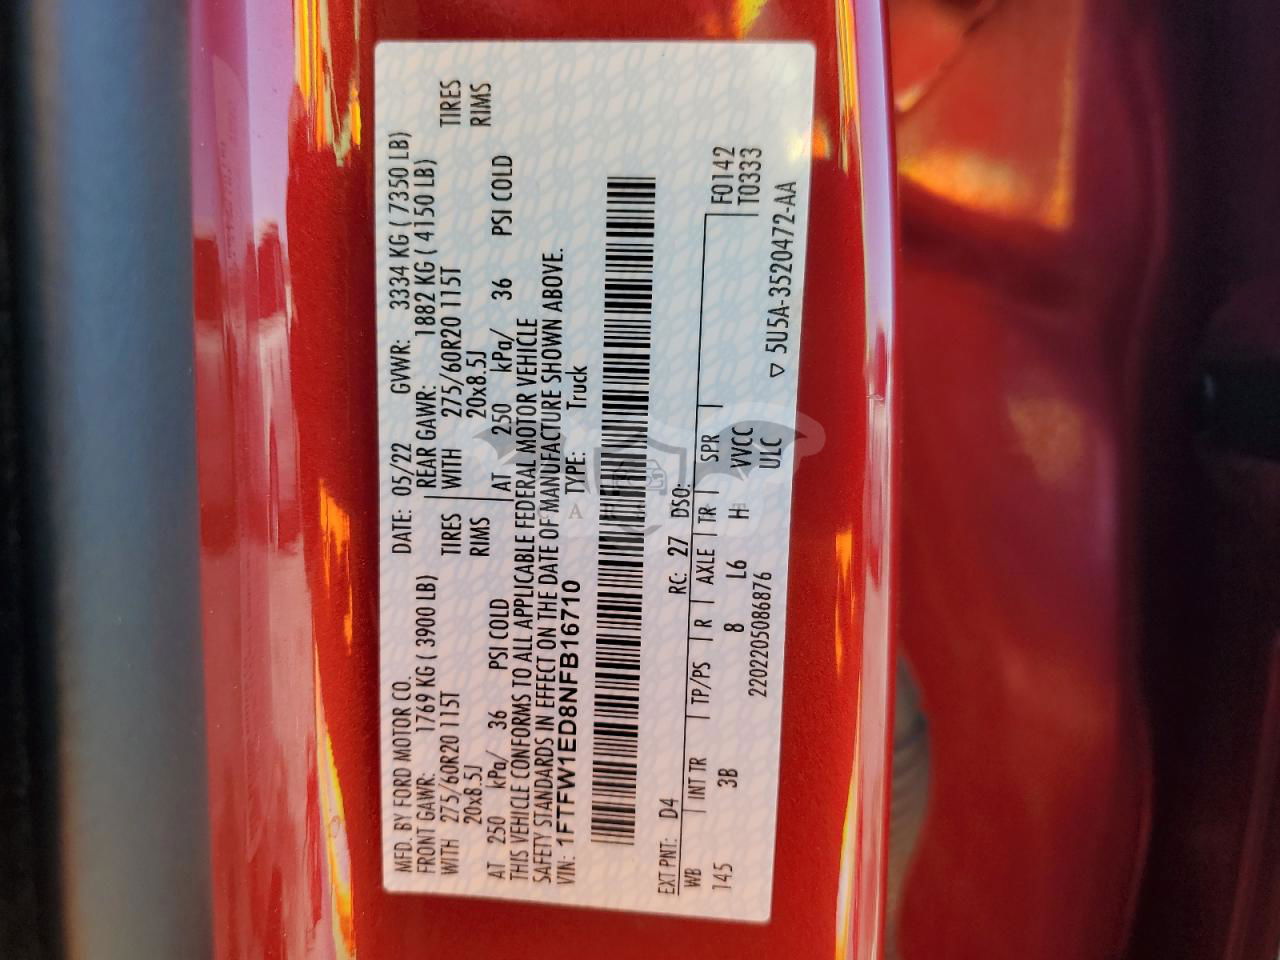 MFD. BY FORD MOTOR CO. DATE: 05/22 GVWR: 3334 KG ( 7350 LB)
FRONT GAWR: 1769 KG ( 3900 LB) REAR GAWR: 1882 KG ( 4150 LB)
WITH 275/60R20 115T TIRES WITH 275/60R20 115T TIRES
20x8.5J RIMS 20x8.5J RIMS
AT 250 kPa/ 36 PSI COLD AT 250 kPa/ 36 PSI COLD
THIS VEHICLE CONFORMS TO ALL APPLICABLE FEDERAL MOTOR VEHICLE
SAFETY STANDARDS IN EFFECT ON THE DATE OF MANUFACTURE SHOWN ABOVE.
VIN: 1FTFW1ED8NFB16710 TYPE: Truck
EXT PNT: D4 RC: 27 DSO:
WB INT TR TP/PS R AXLE TR SPR F0142
145 3B 8 L6 H VVCC T0333
2202205086876 ULC ▽ 5U5A-3520472-AA